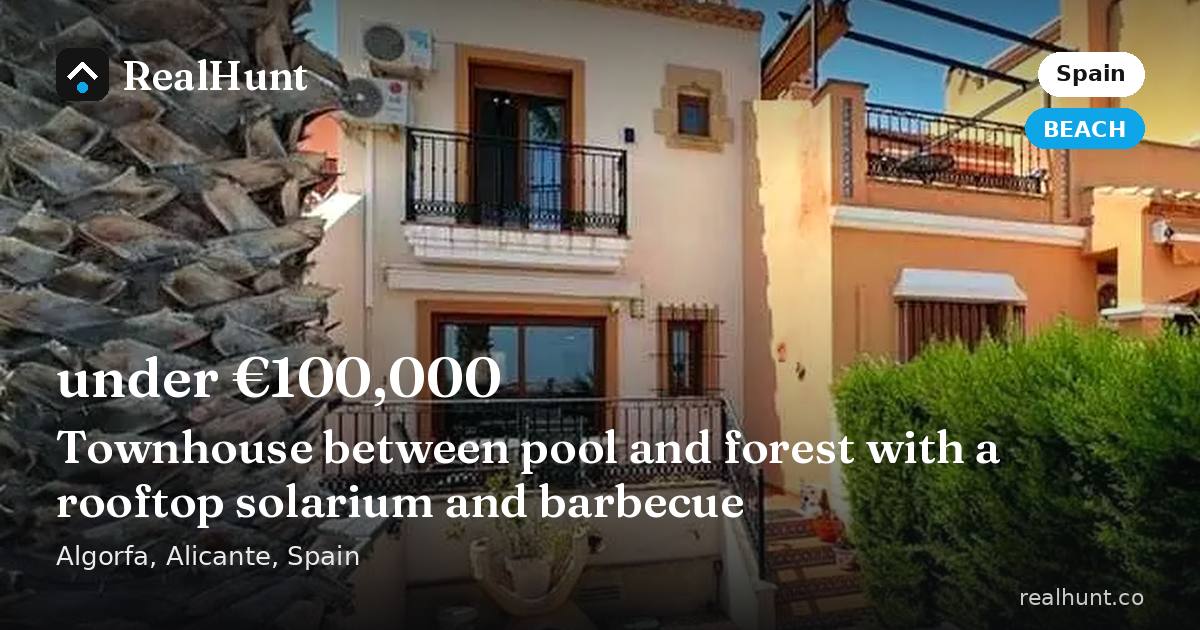 RealHunt
Spain
BEACH
under €100,000
Townhouse between pool and forest with a
rooftop solarium and barbecue
Algorfa, Alicante, Spain
realhunt.co